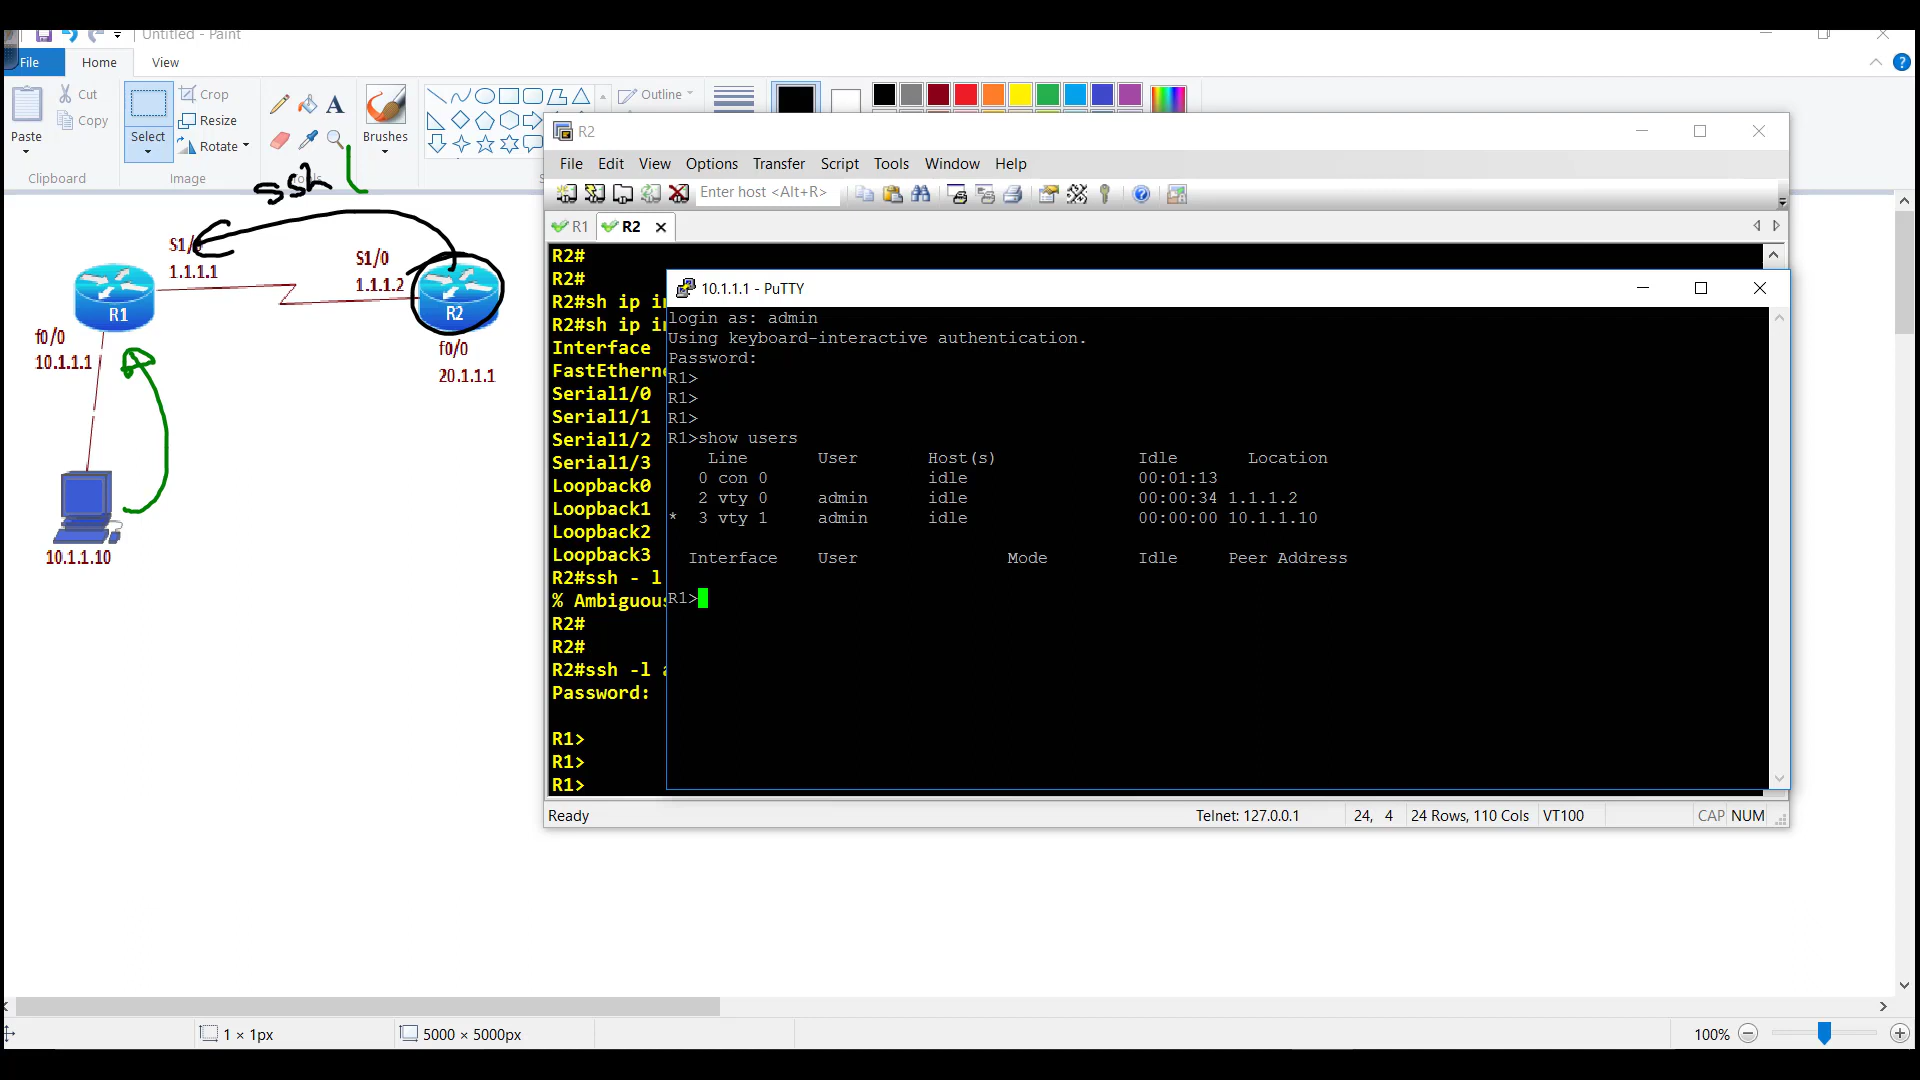 Untitled - Paint
File Home View
Cut
Copy
Paste
Clipboard
Select
Crop
Resize
Rotate
Image
Brushes
Outline
ssh
S1/
1.1.1.1
S1/0
1.1.1.2
R1
R2
f0/0
10.1.1.1
f0/0
20.1.1.1
10.1.1.10
R2
File Edit View Options Transfer Script Tools Window Help
Enter host <Alt+R>
R1 R2
R2#
R2#
R2#sh ip i
R2#sh ip i
Interface
FastEthern
Serial1/0
Serial1/1
Serial1/2
Serial1/3
Loopback0
Loopback1
Loopback2
Loopback3
R2#ssh - l
% Ambiguous
R2#
R2#
R2#ssh -l
Password:
R1>
R1>
R1>
Ready Telnet: 127.0.0.1 24, 4 24 Rows, 110 Cols VT100 CAP NUM
10.1.1.1 - PuTTY
login as: admin
Using keyboard-interactive authentication.
Password:
R1>
R1>
R1>
R1>show users
Line User Host(s) Idle Location
0 con 0 idle 00:01:13
2 vty 0 admin idle 00:00:34 1.1.1.2
* 3 vty 1 admin idle 00:00:00 10.1.1.10
Interface User Mode Idle Peer Address
R1>
1 × 1px 5000 × 5000px 100%